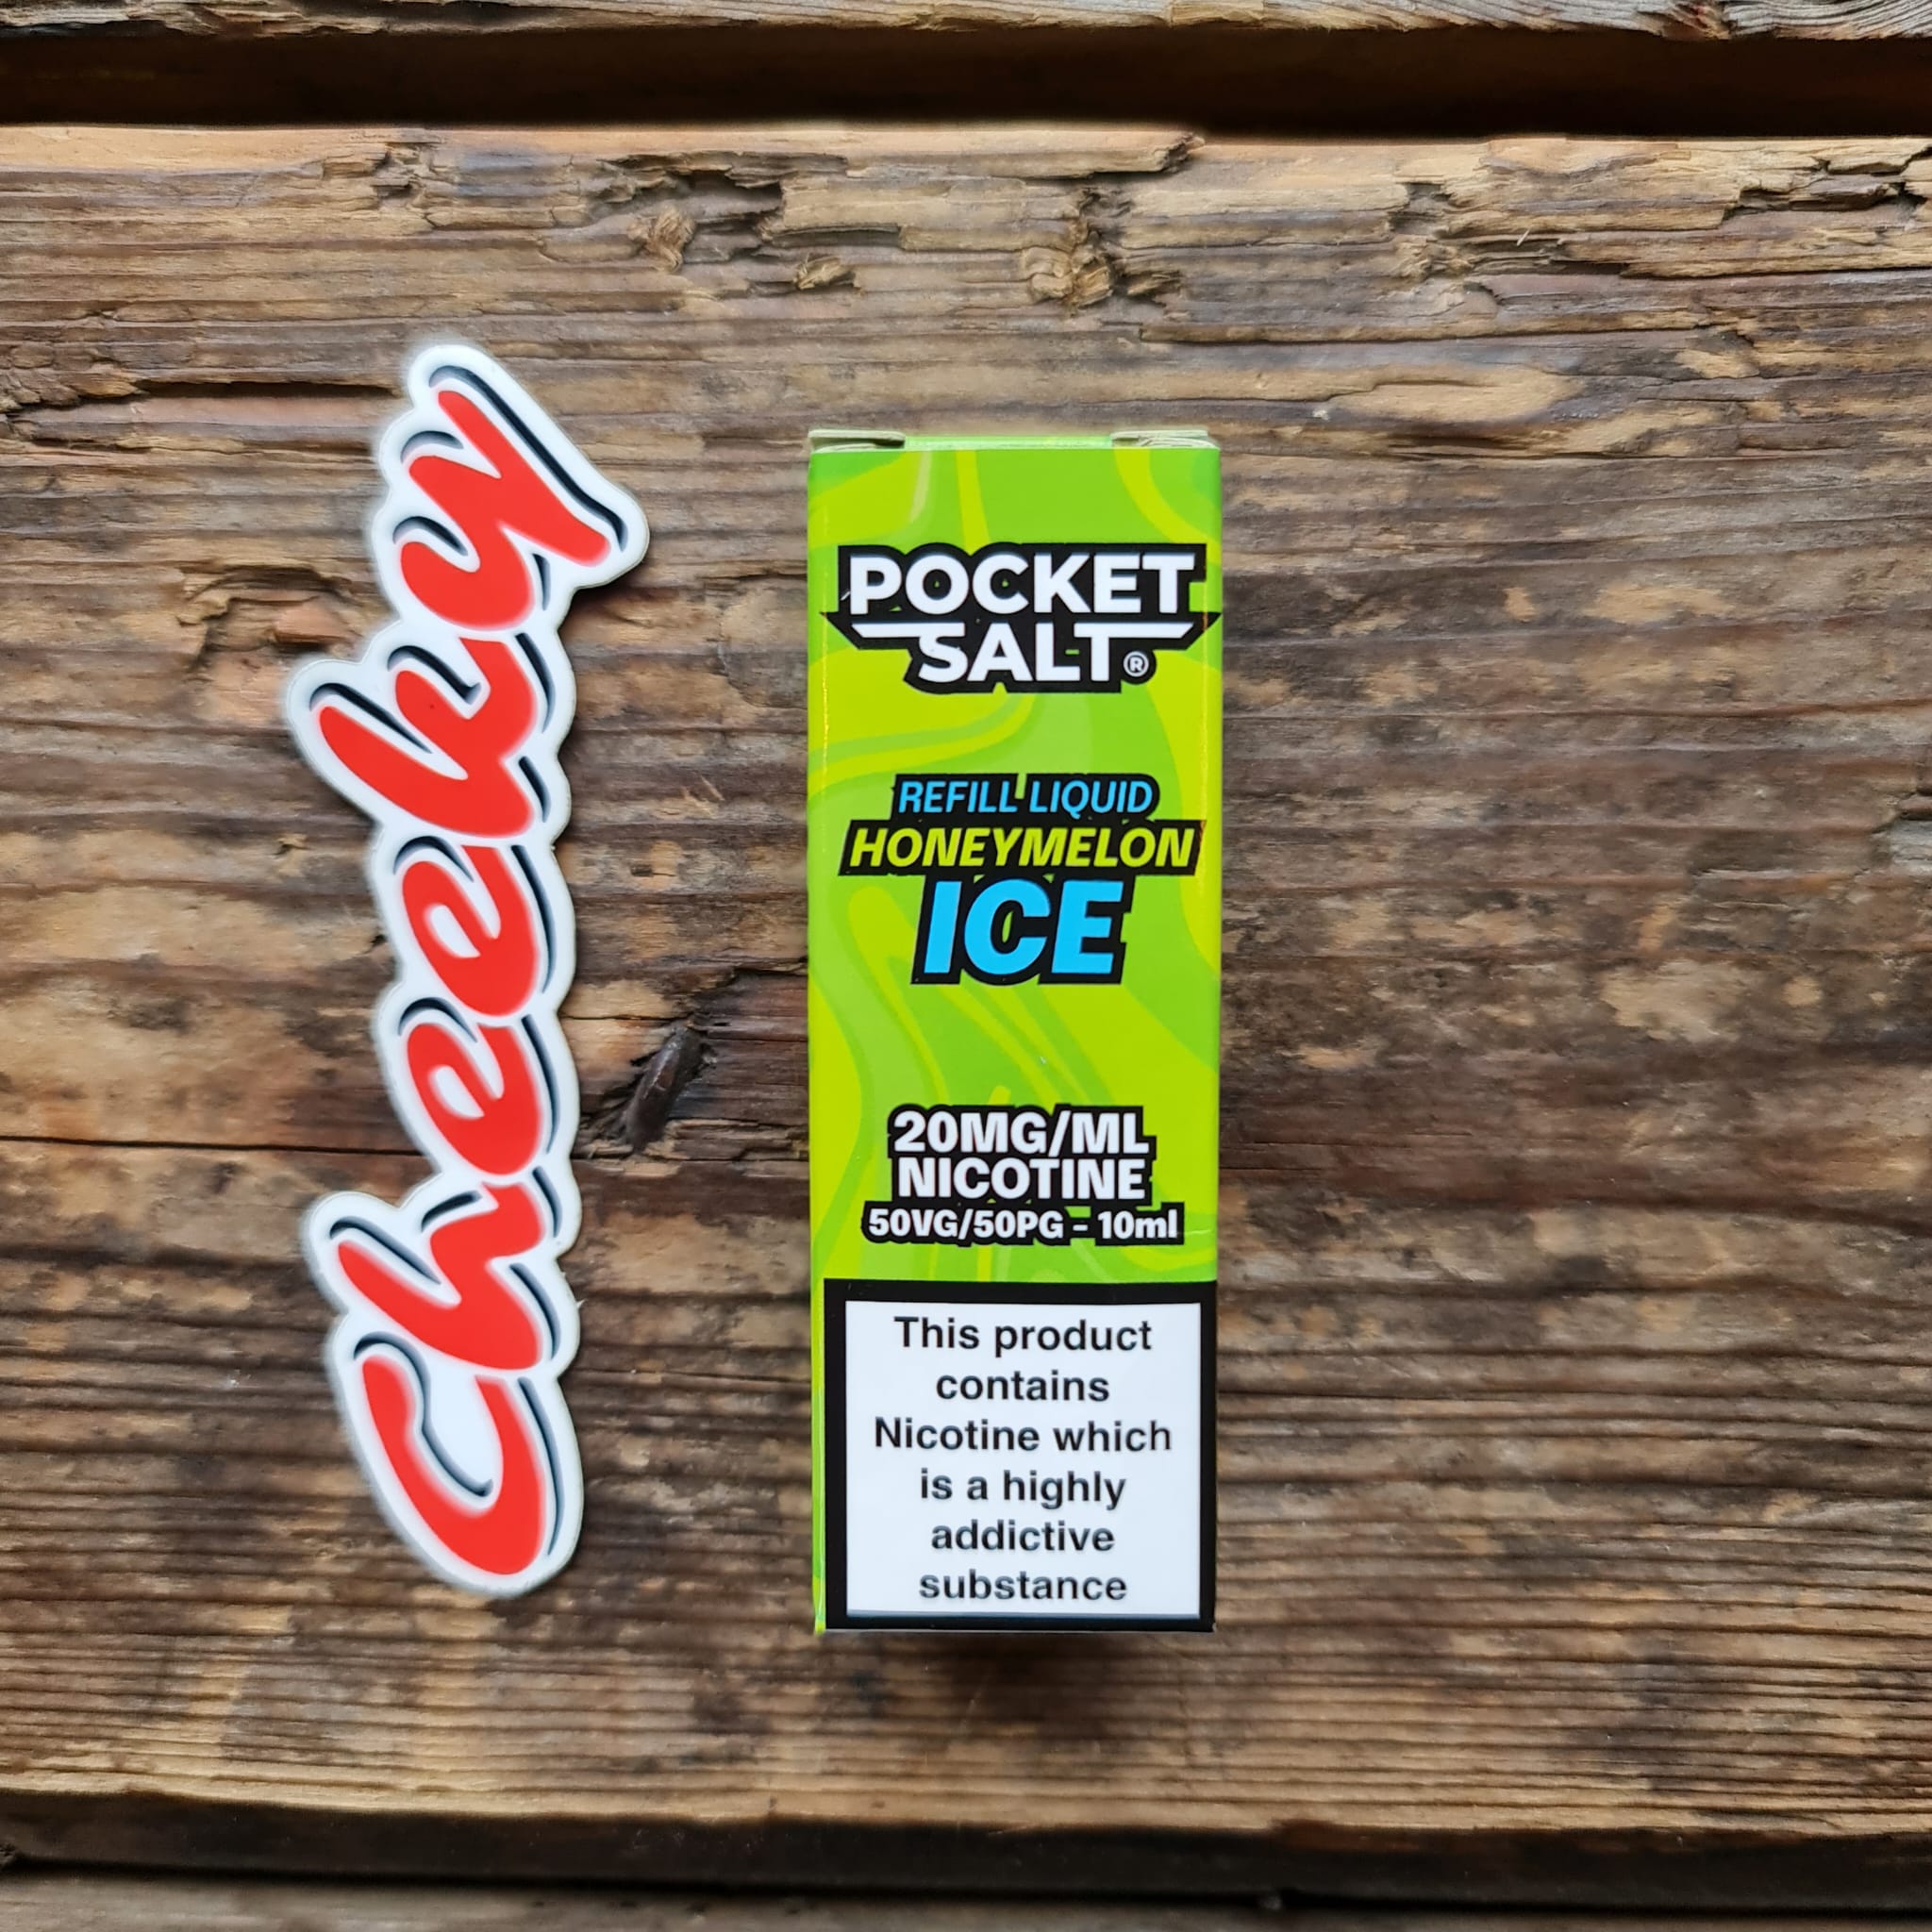 Cheeky
POCKET
SALT®
REFILL LIQUID
HONEYMELON
ICE
20MG/ML
NICOTINE
50VG/50PG - 10ml
This product
contains
Nicotine which
is a highly
addictive
substance